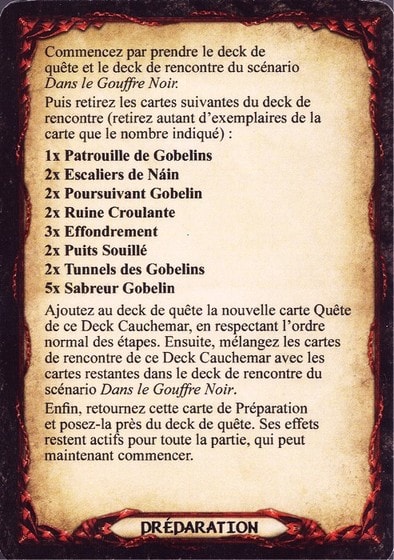 Commencez par prendre le deck de
quête et le deck de rencontre du scénario
Dans le Gouffre Noir.
Puis retirez les cartes suivantes du deck de
rencontre (retirez autant d'exemplaires de la
carte que le nombre indiqué) :
1x Patrouille de Gobelins
2x Escaliers de Náin
2x Poursuivant Gobelin
2x Ruine Croulante
3x Effondrement
2x Puits Souillé
2x Tunnels des Gobelins
5x Sabreur Gobelin
Ajoutez au deck de quête la nouvelle carte Quête
de ce Deck Cauchemar, en respectant l'ordre
normal des étapes. Ensuite, mélangez les cartes
de rencontre de ce Deck Cauchemar avec les
cartes restantes dans le deck de rencontre du
scénario Dans le Gouffre Noir.
Enfin, retournez cette carte de Préparation
et posez-la près du deck de quête. Ses effets
restent actifs pour toute la partie, qui peut
maintenant commencer.
PRÉPARATION